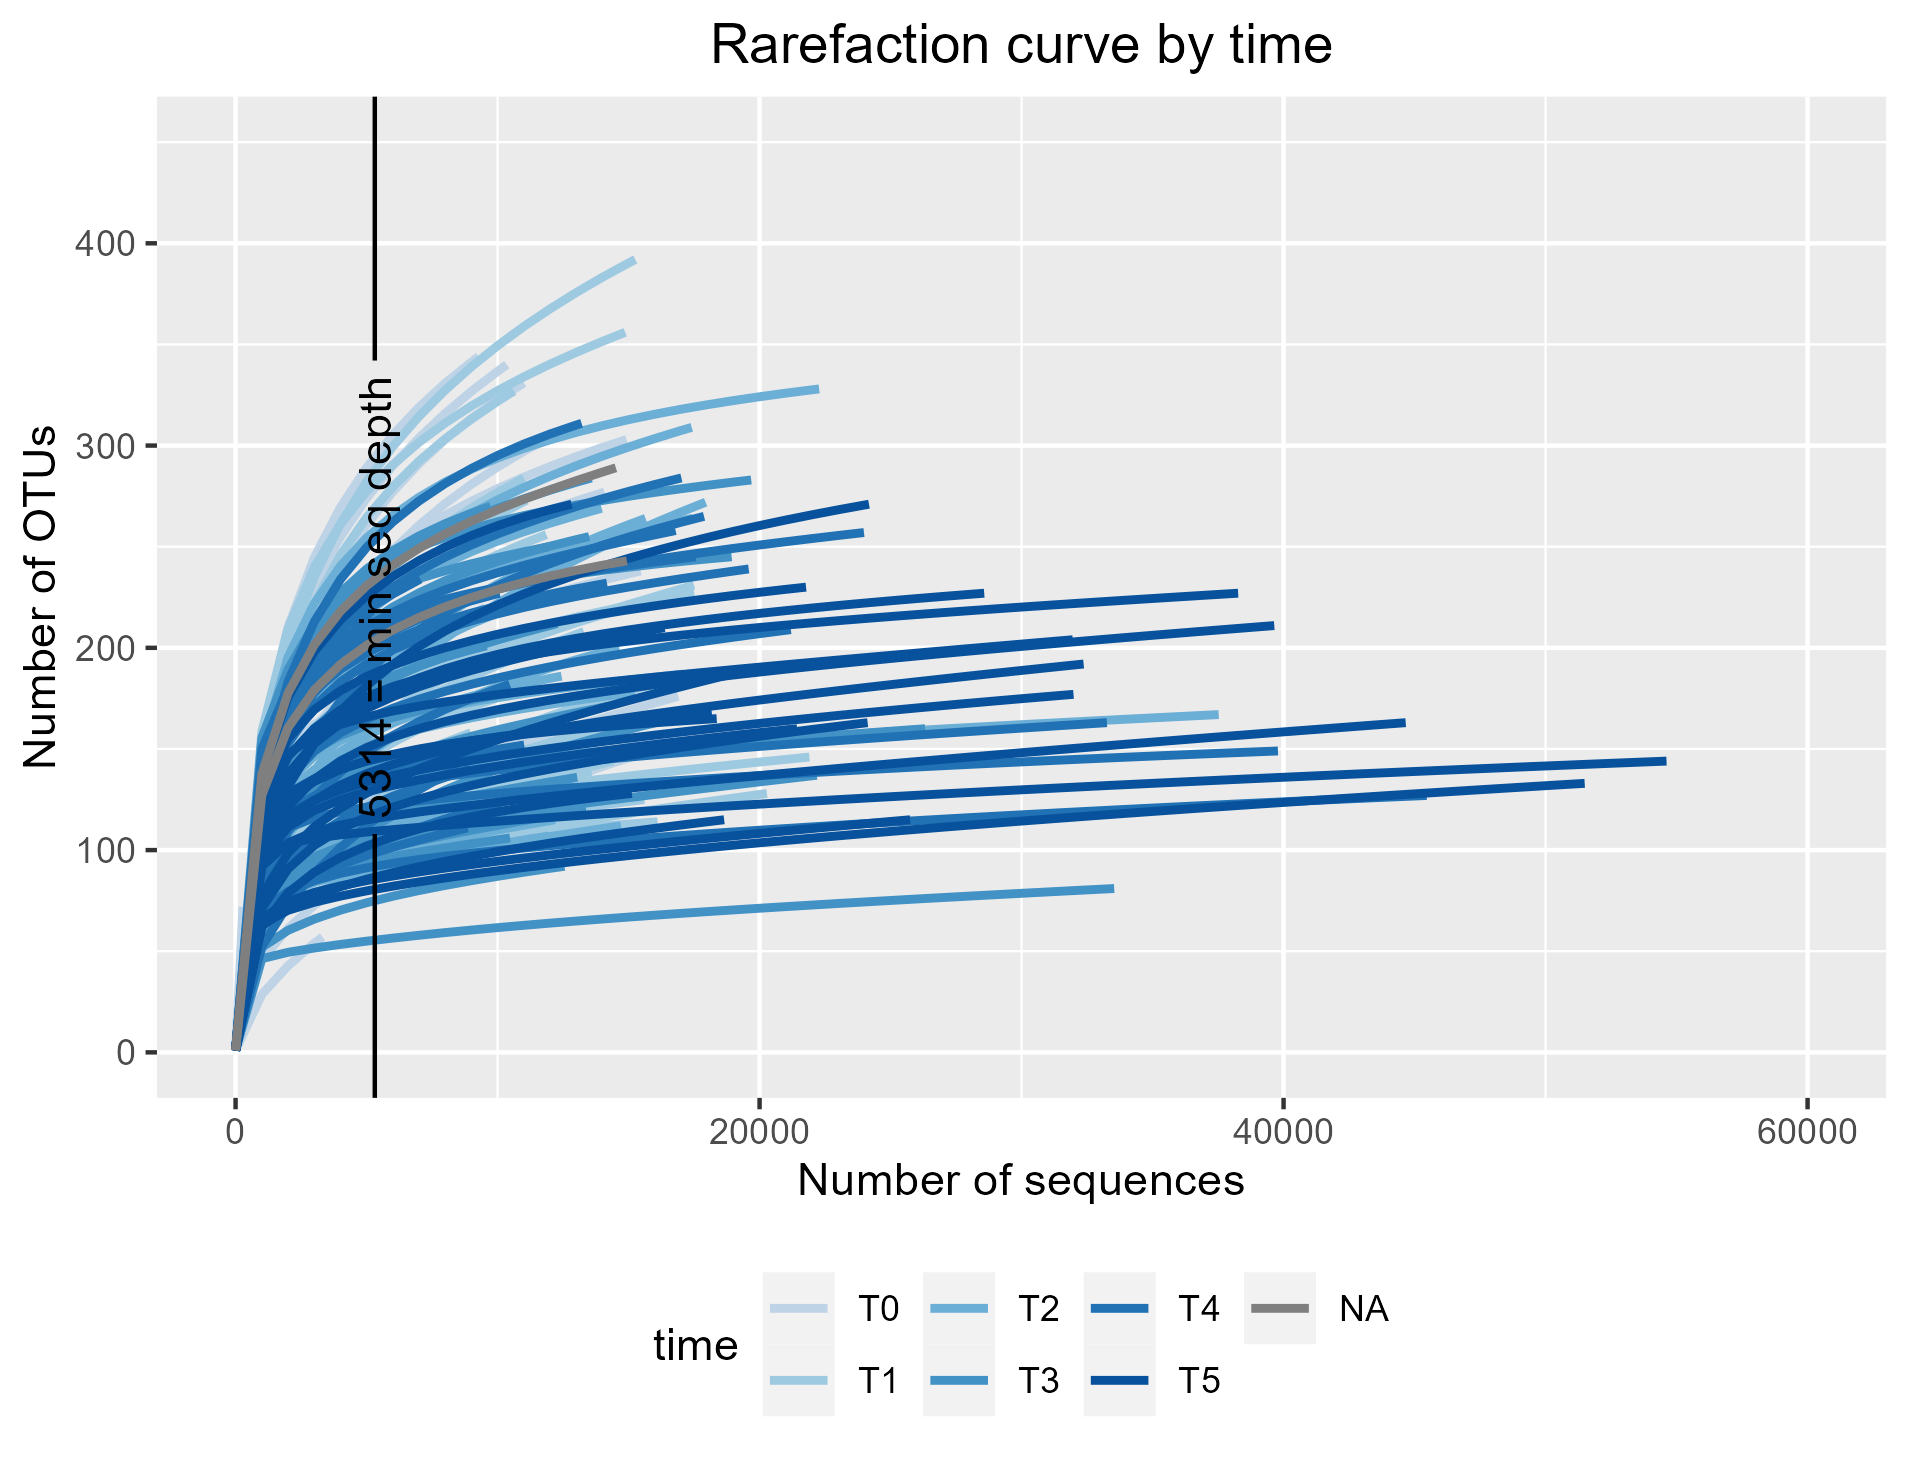 Rarefaction curve by time
Number of OTUs
400
300
200
100
0
5314 = min seq depth
0 20000 40000 60000
Number of sequences
time
T0 T2 T4 NA
T1 T3 T5